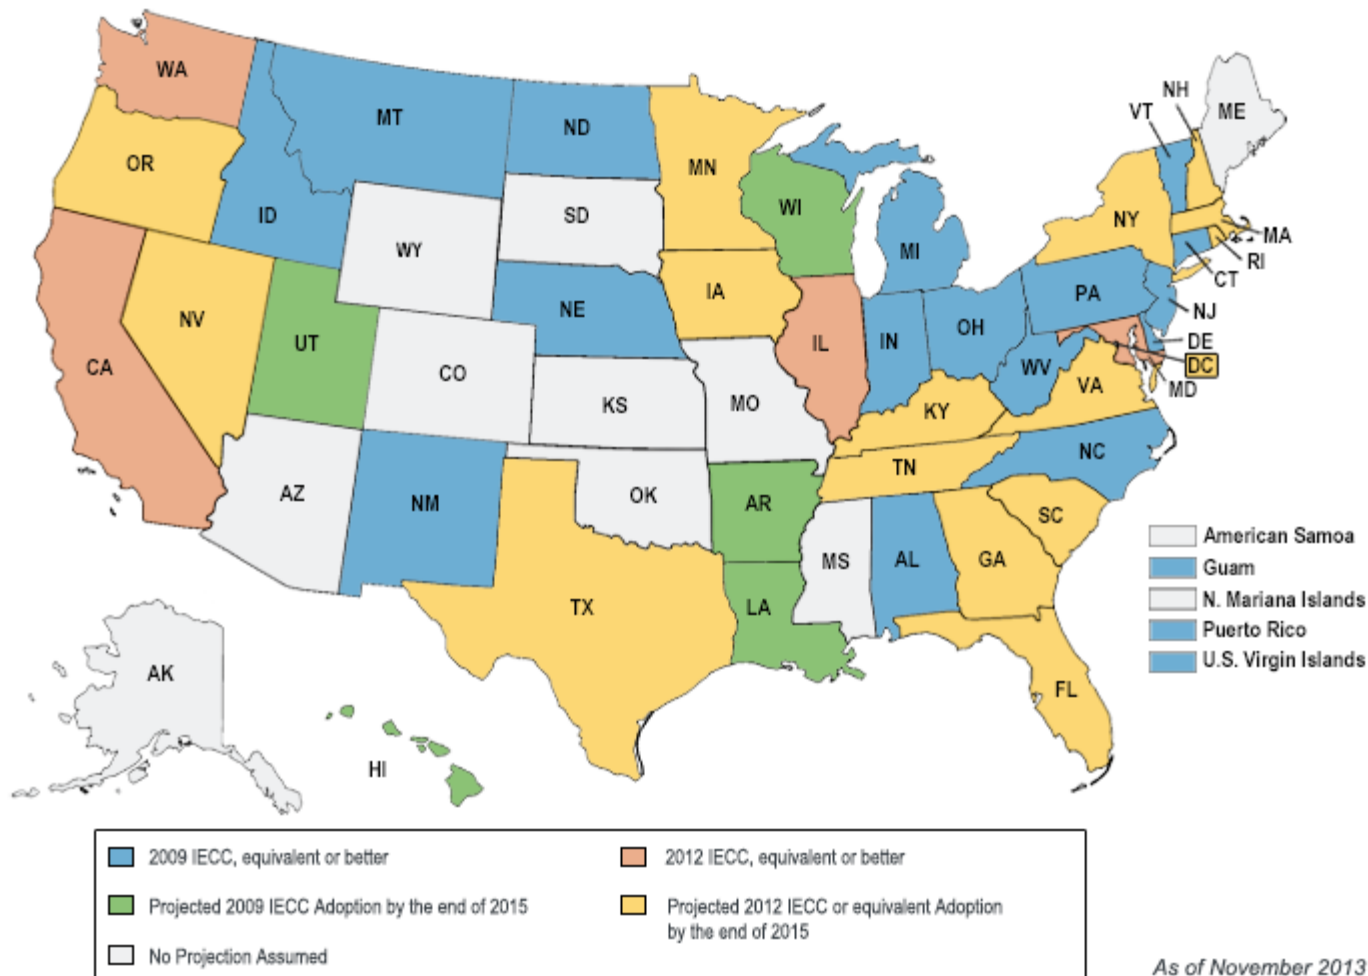 WA
MT
ND
OR
ID
SD
WY
MN
WI
MI
NY
VT
NH
ME
MA
RI
CT
NJ
PA
DE
DC
MD
NV
UT
NE
IA
IL
IN
OH
WV
VA
CA
CO
KS
MO
KY
NC
TN
AZ
NM
OK
AR
SC
MS
AL
GA
TX
LA
FL
AK
HI
American Samoa
Guam
N. Mariana Islands
Puerto Rico
U.S. Virgin Islands
2009 IECC, equivalent or better
2012 IECC, equivalent or better
Projected 2009 IECC Adoption by the end of 2015
Projected 2012 IECC or equivalent Adoption
by the end of 2015
No Projection Assumed
As of November 2013